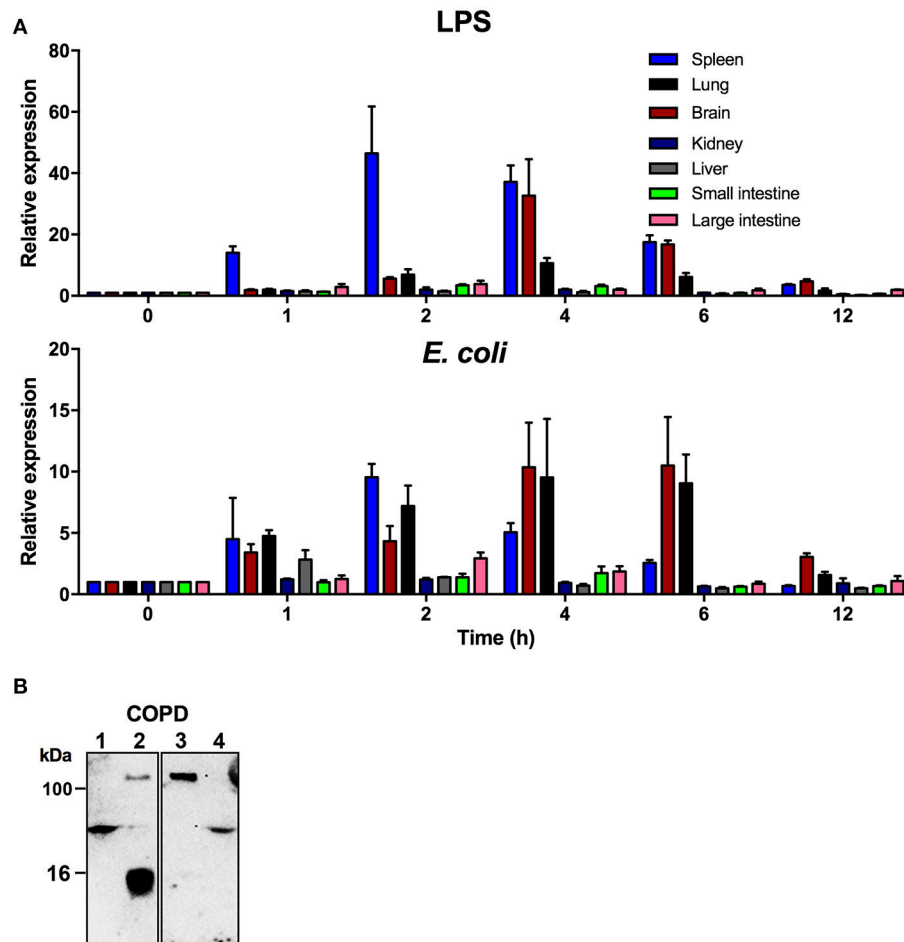 A
LPS
80
60
40
20
0
Relative expression
Spleen
Lung
Brain
Kidney
Liver
Small intestine
Large intestine
0 1 2 4 6 12
E. coli
20
15
10
5
0
Relative expression
0 1 2 4 6 12
Time (h)
B
COPD
1 2 3 4
kDa
100
16